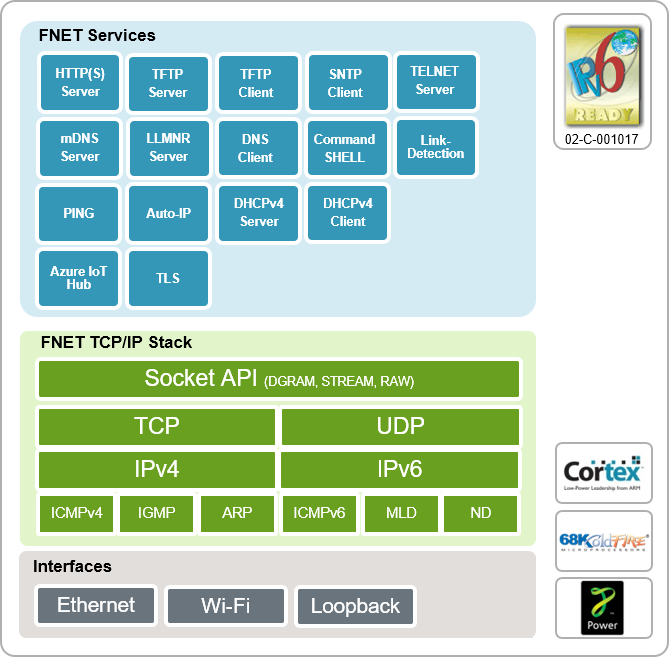 FNET Services
HTTP(S)
Server
TFTP
Server
TFTP
Client
SNTP
Client
TELNET
Server
mDNS
Server
LLMNR
Server
DNS
Client
Command
SHELL
Link-
Detection
PING
Auto-IP
DHCPv4
Server
DHCPv4
Client
Azure IoT
Hub
TLS
FNET TCP/IP Stack
Socket API (DGRAM, STREAM, RAW)
TCP
UDP
IPv4
IPv6
ICMPv4
IGMP
ARP
ICMPv6
MLD
ND
Interfaces
Ethernet
Wi-Fi
Loopback
IPv6
READY
02-C-001017
Cortex
Low-Power Leadership from ARM
68K ColdFIRE
MICROPROCESSORS
Power